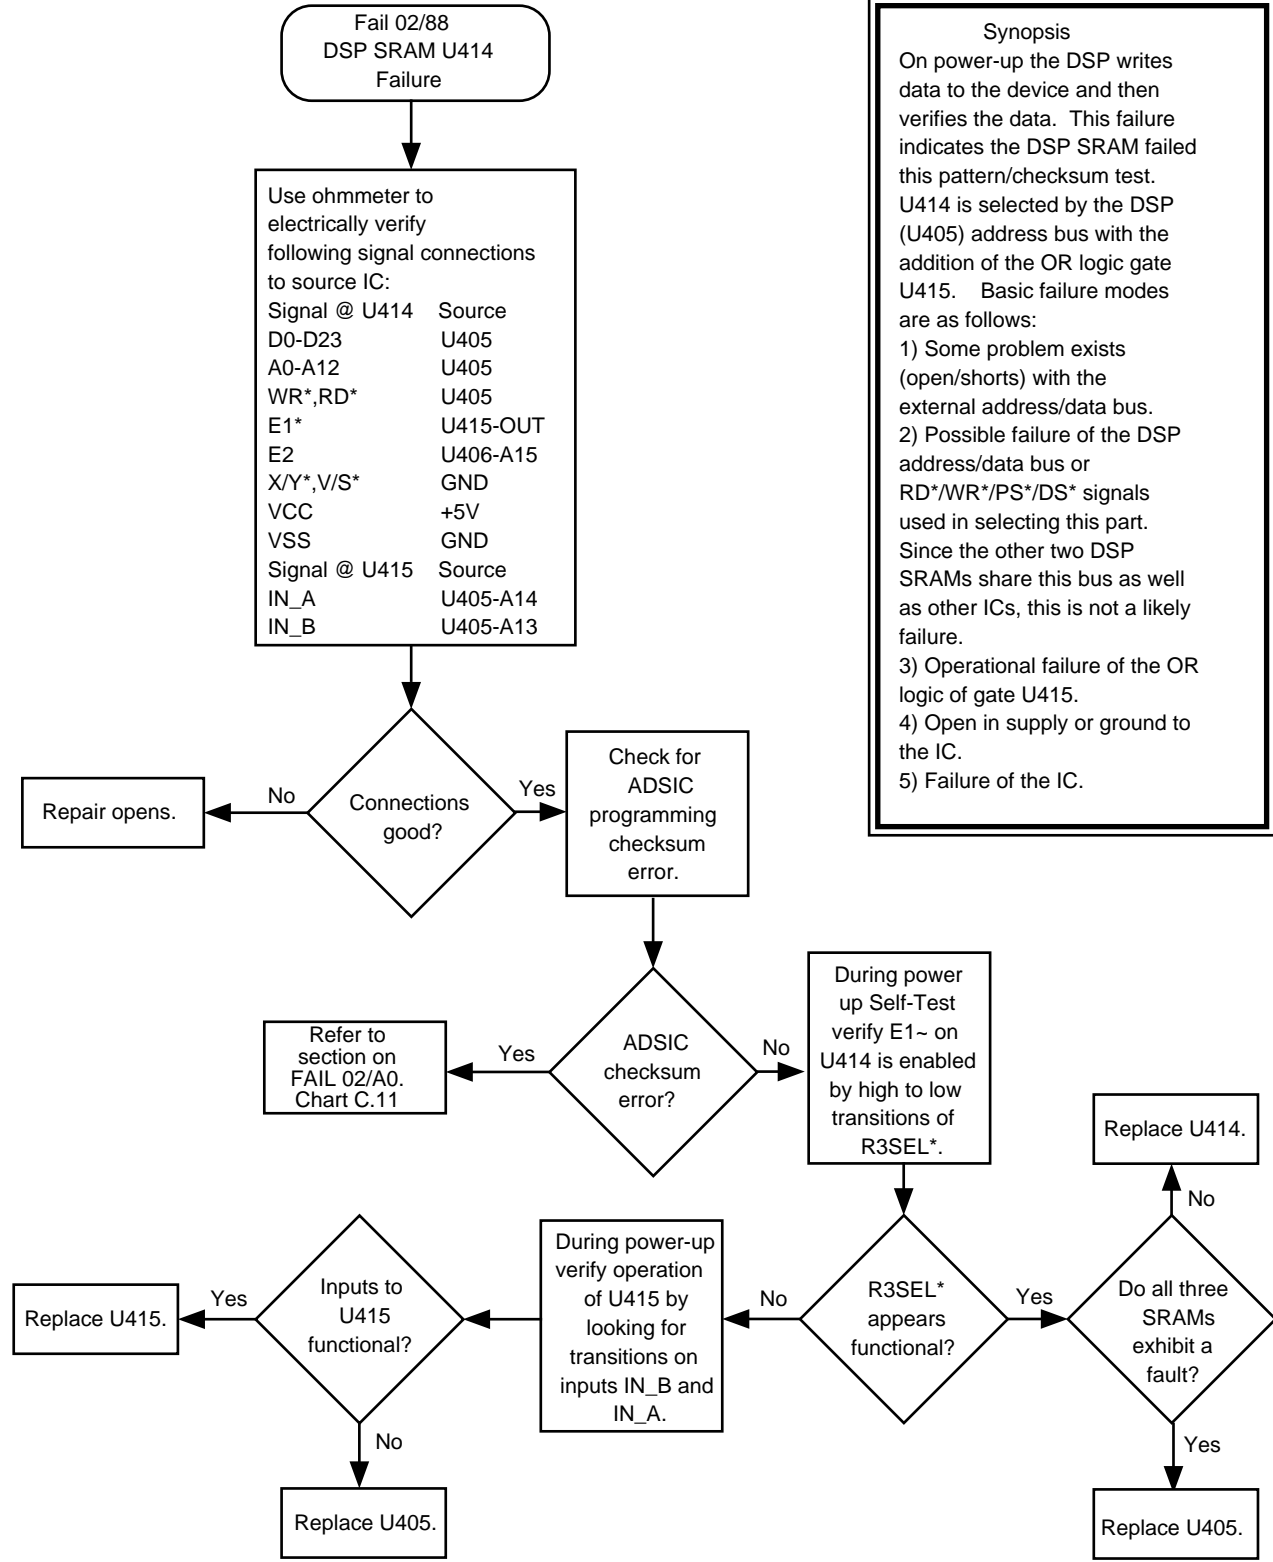 Fail 02/88
DSP SRAM U414
Failure
Use ohmmeter to
electrically verify
following signal connections
to source IC:
Signal @ U414 Source
D0-D23 U405
A0-A12 U405
WR*,RD* U405
E1* U415-OUT
E2 U406-A15
X/Y*,V/S* GND
VCC +5V
VSS GND
Signal @ U415 Source
IN_A U405-A14
IN_B U405-A13
Synopsis
On power-up the DSP writes
data to the device and then
verifies the data. This failure
indicates the DSP SRAM failed
this pattern/checksum test.
U414 is selected by the DSP
(U405) address bus with the
addition of the OR logic gate
U415. Basic failure modes
are as follows:
1) Some problem exists
(open/shorts) with the
external address/data bus.
2) Possible failure of the DSP
address/data bus or
RD*/WR*/PS*/DS* signals
used in selecting this part.
Since the other two DSP
SRAMs share this bus as well
as other ICs, this is not a likely
failure.
3) Operational failure of the OR
logic of gate U415.
4) Open in supply or ground to
the IC.
5) Failure of the IC.
Connections
good?
No
Repair opens.
Yes
Check for
ADSIC
programming
checksum
error.
ADSIC
checksum
error?
Yes
Refer to
section on
FAIL 02/A0.
Chart C.11
No
During power
up Self-Test
verify E1~ on
U414 is enabled
by high to low
transitions of
R3SEL*.
R3SEL*
appears
functional?
Yes
Do all three
SRAMs
exhibit a
fault?
No
Replace U414.
Yes
Replace U405.
No
During power-up
verify operation
of U415 by
looking for
transitions on
inputs IN_B and
IN_A.
Inputs to
U415
functional?
Yes
Replace U415.
No
Replace U405.